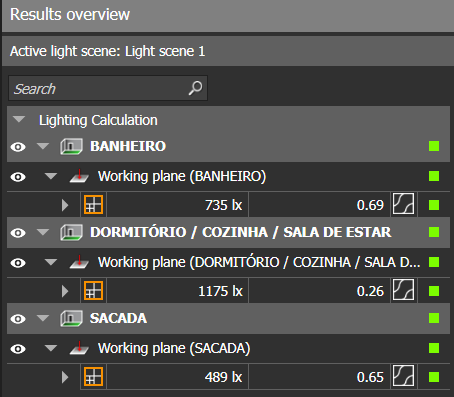 Results overview
Active light scene: Light scene 1
Search
Lighting Calculation
BANHEIRO
Working plane (BANHEIRO)
735 lx 0.69
DORMITÓRIO / COZINHA / SALA DE ESTAR
Working plane (DORMITÓRIO / COZINHA / SALA D...
1175 lx 0.26
SACADA
Working plane (SACADA)
489 lx 0.65